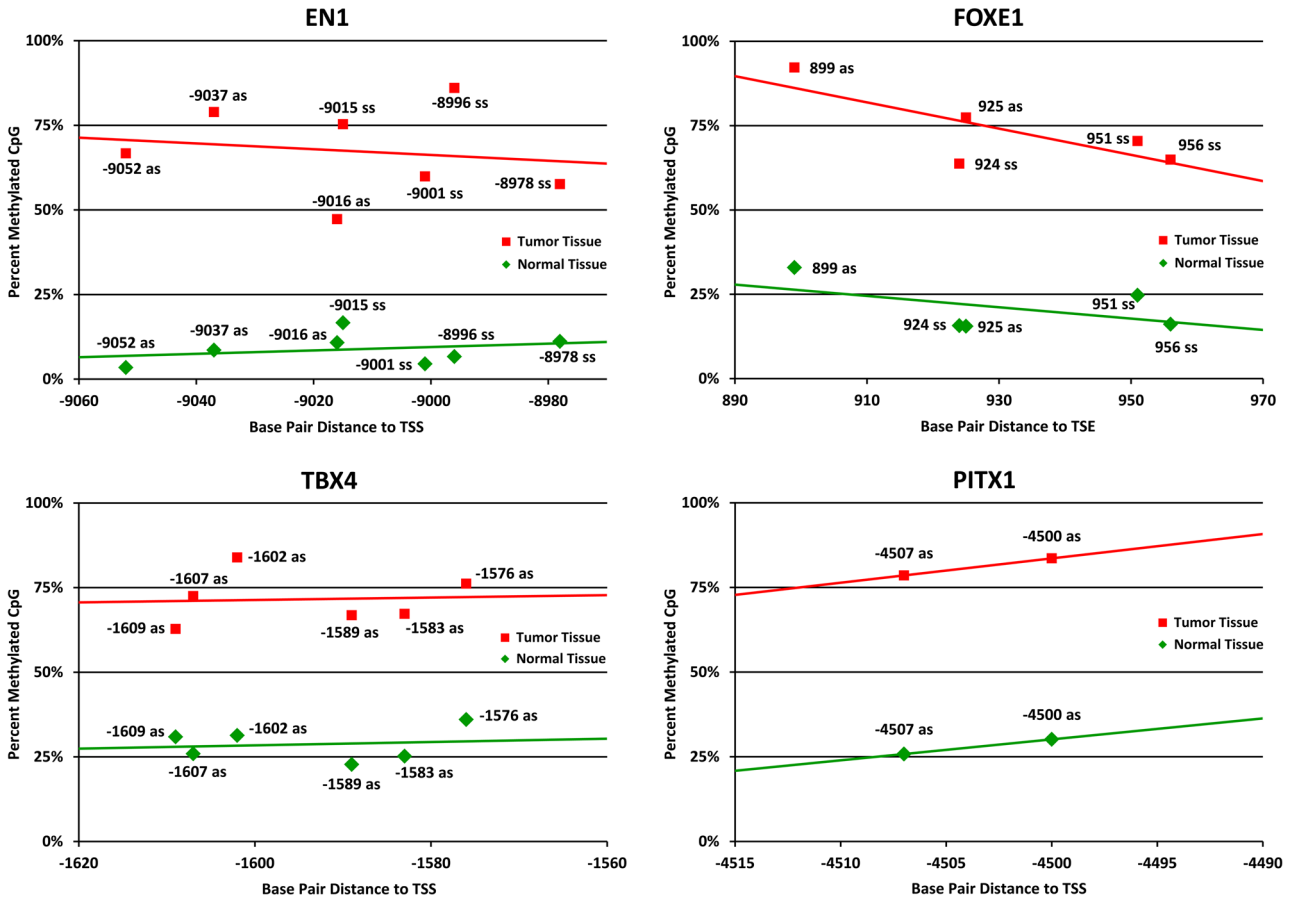 EN1
100%
75%
50%
25%
0%
Percent Methylated CpG
-9052 as
-9037 as
-9016 as
-9015 ss
-9001 ss
-8996 ss
-8978 ss
Tumor Tissue
Normal Tissue
-9052 as
-9037 as
-9016 as
-9015 ss
-9001 ss
-8996 ss
-8978 ss
-9060 -9040 -9020 -9000 -8980
Base Pair Distance to TSS
FOXE1
100%
75%
50%
25%
0%
Percent Methylated CpG
899 as
925 as
924 ss
951 ss
956 ss
Tumor Tissue
Normal Tissue
899 as
924 ss
925 as
951 ss
956 ss
890 910 930 950 970
Base Pair Distance to TSE
TBX4
100%
75%
50%
25%
0%
Percent Methylated CpG
-1609 as
-1607 as
-1602 as
-1589 as
-1583 as
-1576 as
Tumor Tissue
Normal Tissue
-1609 as
-1607 as
-1602 as
-1589 as
-1583 as
-1576 as
-1620 -1600 -1580 -1560
Base Pair Distance to TSS
PITX1
100%
75%
50%
25%
0%
Percent Methylated CpG
-4507 as
-4500 as
Tumor Tissue
Normal Tissue
-4507 as
-4500 as
-4515 -4510 -4505 -4500 -4495 -4490
Base Pair Distance to TSS